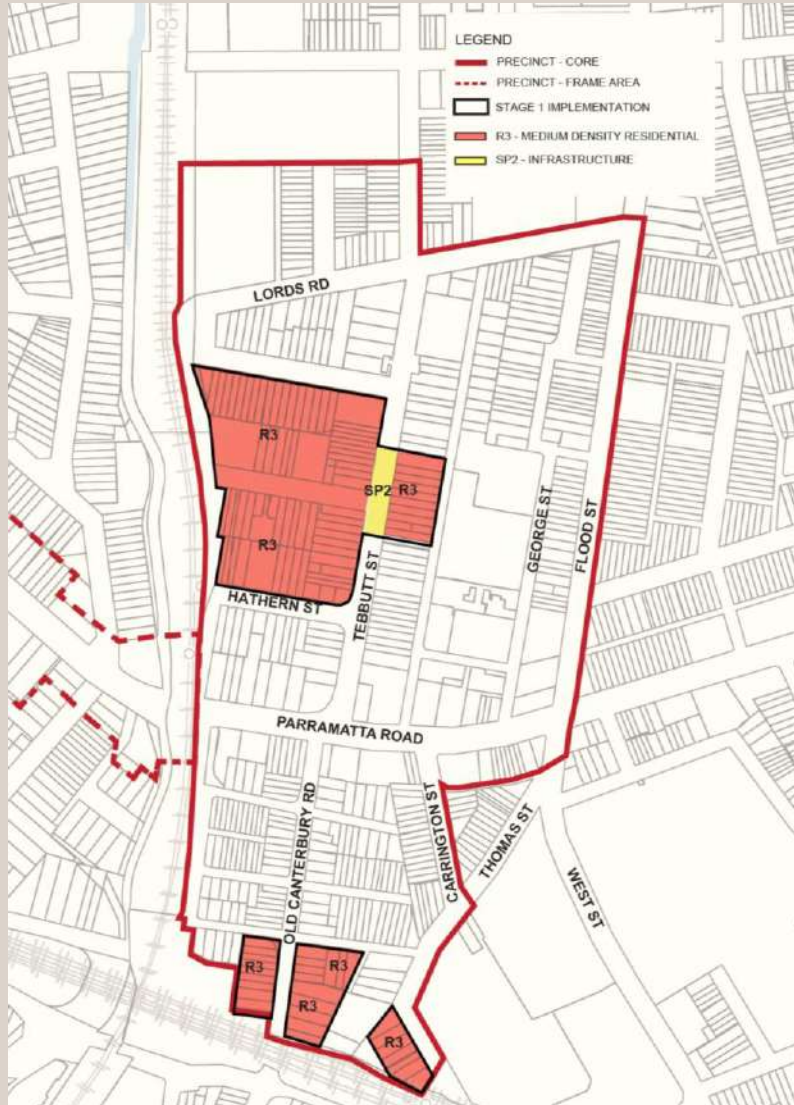 LEGEND
PRECINCT - CORE
PRECINCT - FRAME AREA
STAGE 1 IMPLEMENTATION
R3 - MEDIUM DENSITY RESIDENTIAL
SP2 - INFRASTRUCTURE
LORDS RD
R3
SP2
R3
R3
GEORGE ST
FLOOD ST
HATHERN ST
TEBBUTT ST
PARRAMATTA ROAD
OLD CANTERBURY RD
CARRINGTON ST
THOMAS ST
WEST ST
R3
R3
R3
R3